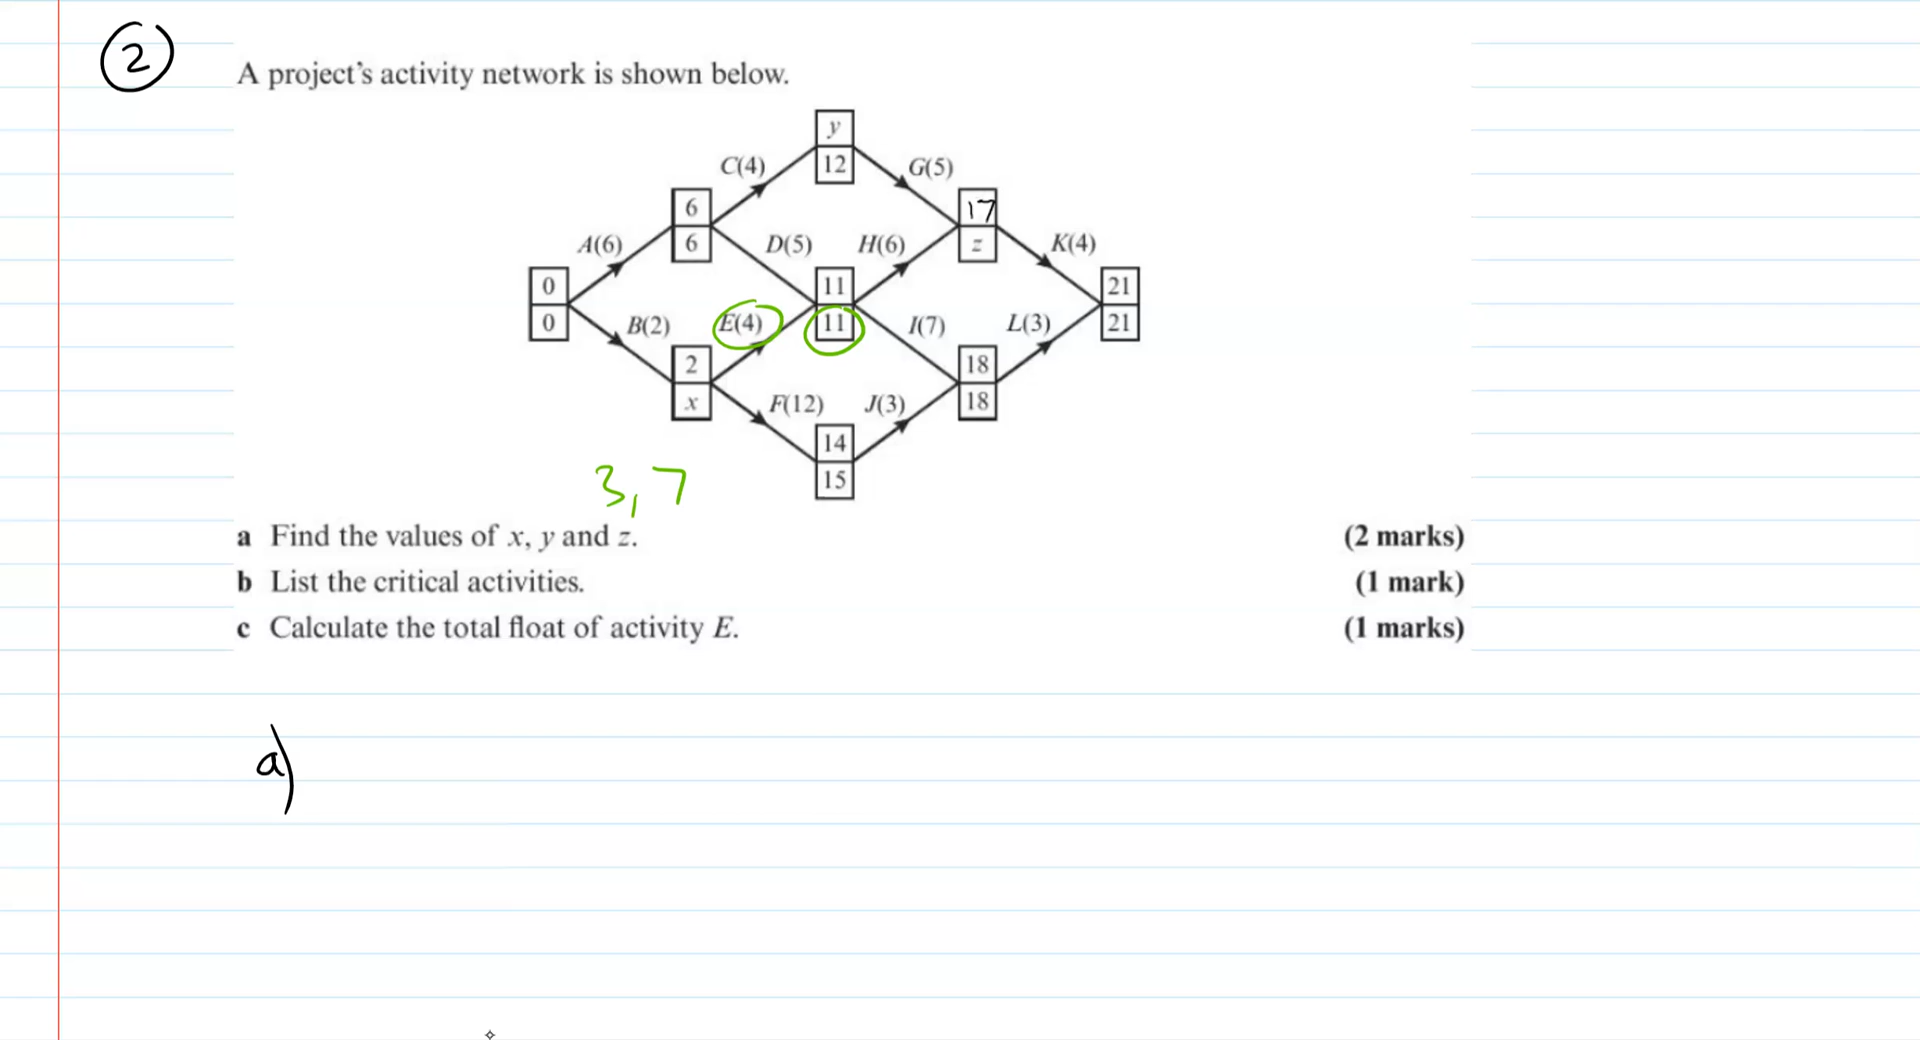 2
A project's activity network is shown below.
y
12
C(4)
G(5)
6
6
17
z
A(6)
D(5)
H(6)
K(4)
0
0
11
11
21
21
B(2)
E(4)
I(7)
L(3)
2
x
18
18
F(12)
J(3)
14
15
3, 7
a Find the values of x, y and z. (2 marks)
b List the critical activities. (1 mark)
c Calculate the total float of activity E. (1 marks)
a)